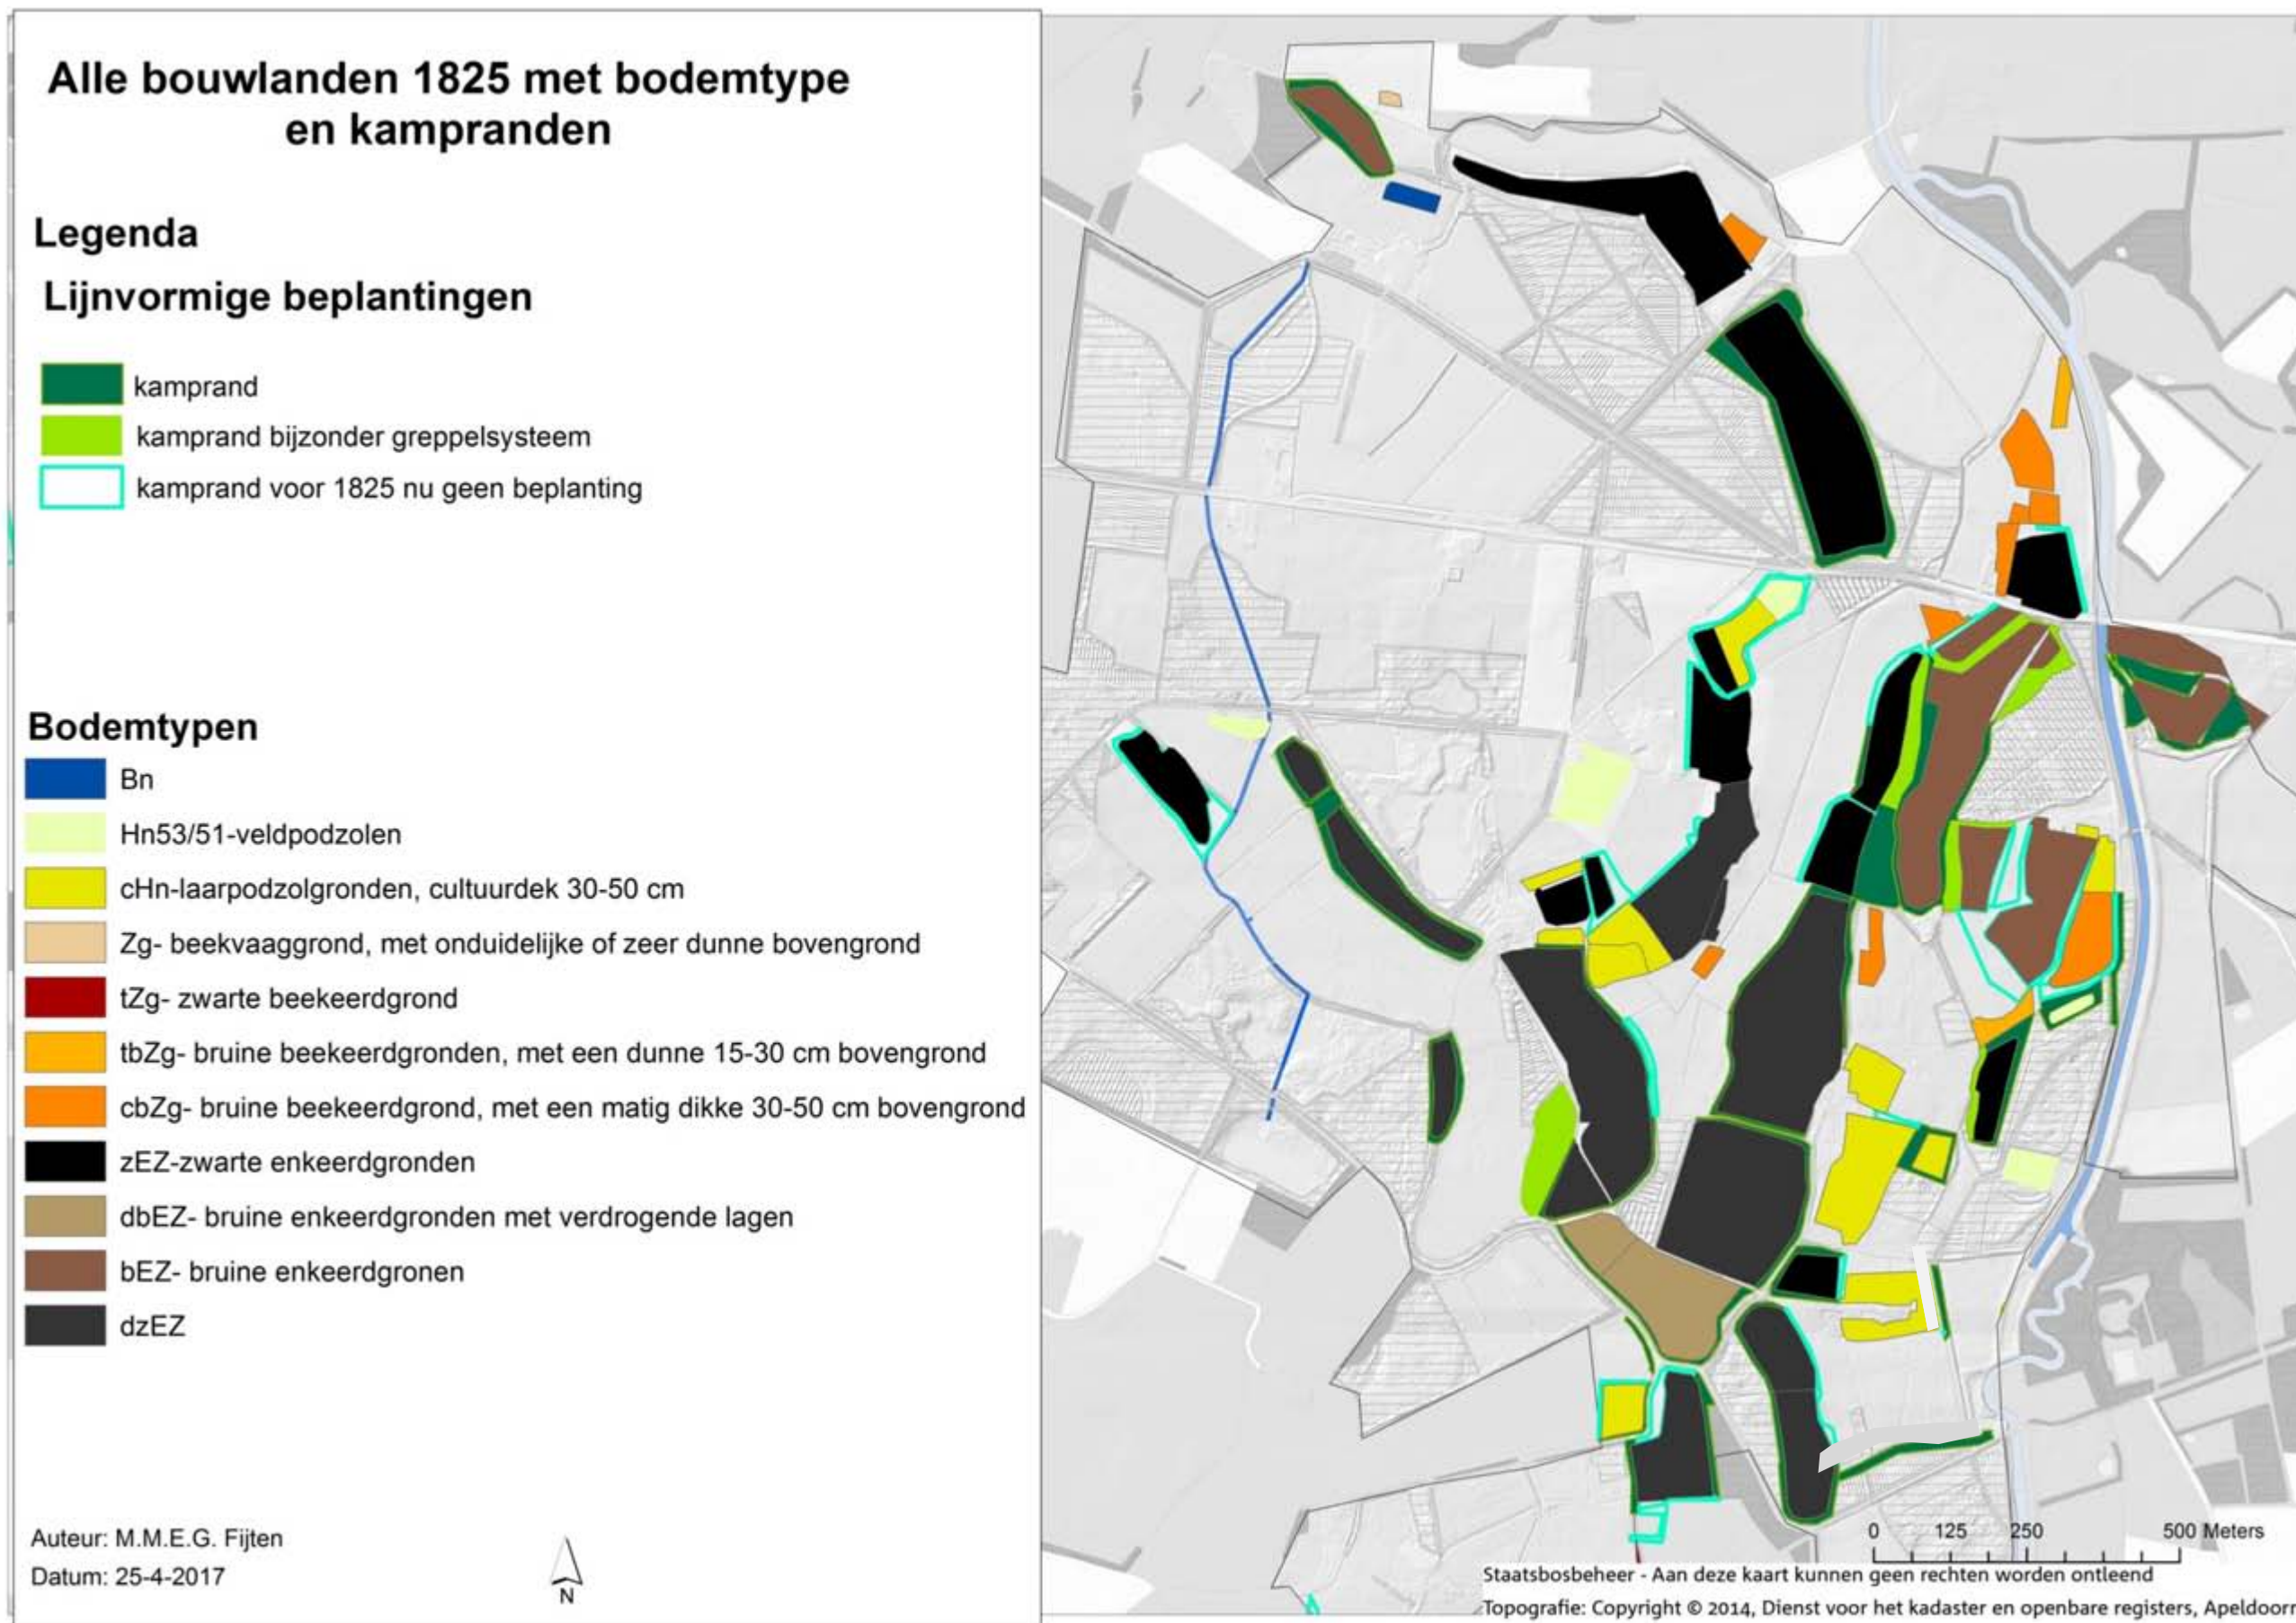 Alle bouwlanden 1825 met bodemtype
en kampranden
Legenda
Lijnvormige beplantingen
kamprand
kamprand bijzonder greppelsysteem
kamprand voor 1825 nu geen beplanting
Bodemtypen
Bn
Hn53/51-veldpodzolen
cHn-laarpodzolgronden, cultuurdek 30-50 cm
Zg- beekvaaggrond, met onduidelijke of zeer dunne bovengrond
tZg- zwarte beekeerdgrond
tbZg- bruine beekeerdgronden, met een dunne 15-30 cm bovengrond
cbZg- bruine beekeerdgrond, met een matig dikke 30-50 cm bovengrond
zEZ-zwarte enkeerdgronden
dbEZ- bruine enkeerdgronden met verdrogende lagen
bEZ- bruine enkeerdgronen
dzEZ
Auteur: M.M.E.G. Fijten
Datum: 25-4-2017
N
0 125 250 500 Meters
Staatsbosbeheer - Aan deze kaart kunnen geen rechten worden ontleend
Topografie: Copyright © 2014, Dienst voor het kadaster en openbare registers, Apeldoorn